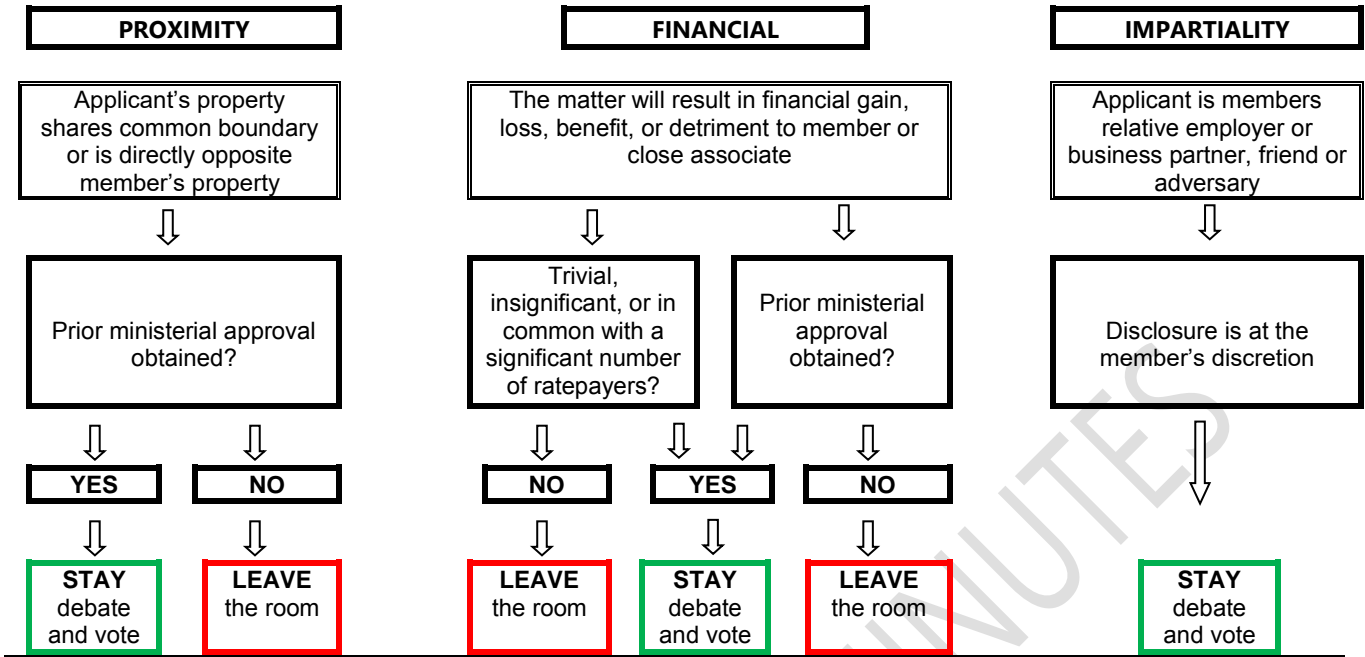 PROXIMITY
FINANCIAL
IMPARTIALITY
Applicant's property
shares common boundary
or is directly opposite
member's property
The matter will result in financial gain,
loss, benefit, or detriment to member or
close associate
Applicant is members
relative employer or
business partner, friend or
adversary
Prior ministerial approval
obtained?
Trivial,
insignificant, or in
common with a
significant number
of ratepayers?
Prior ministerial
approval
obtained?
Disclosure is at the
member's discretion
YES
NO
NO
YES
NO
STAY
debate
and vote
LEAVE
the room
LEAVE
the room
STAY
debate
and vote
LEAVE
the room
STAY
debate
and vote